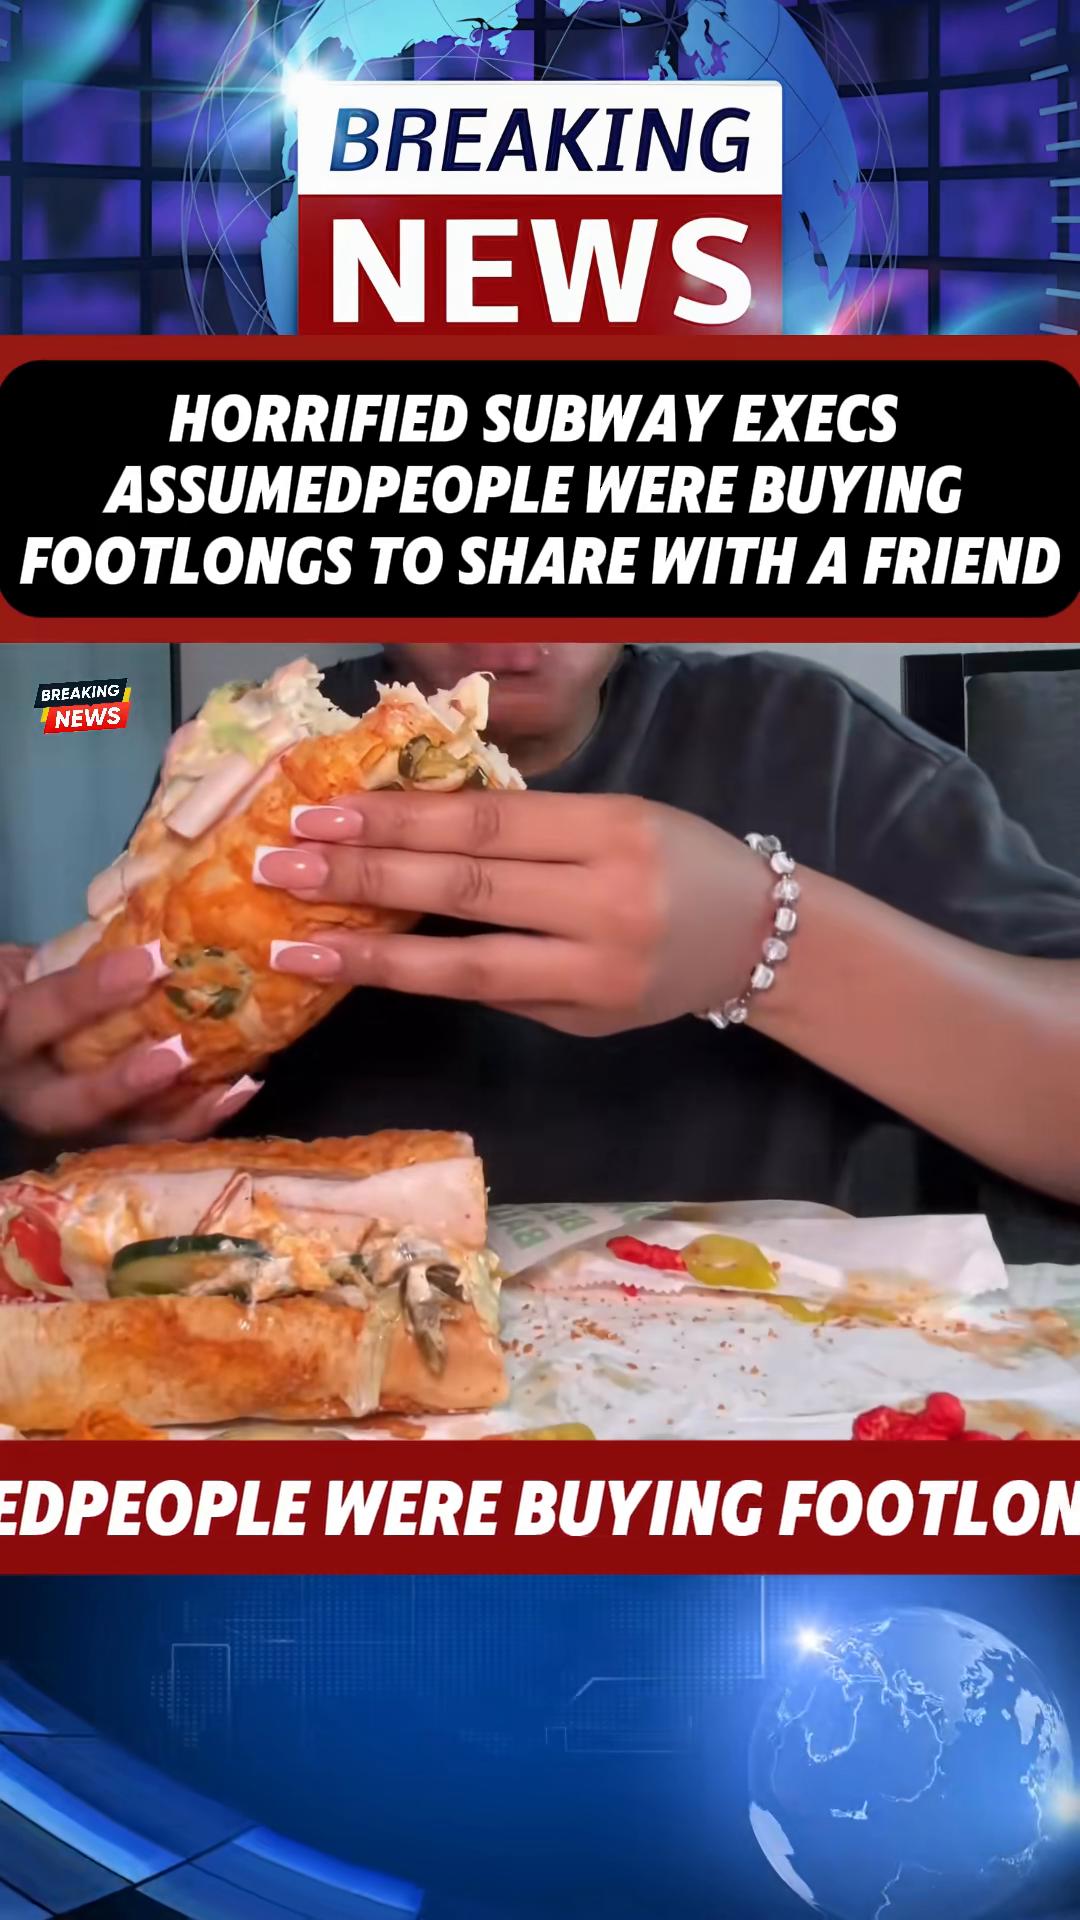 BREAKING
NEWS
HORRIFIED SUBWAY EXECS
ASSUMEDPEOPLE WERE BUYING
FOOTLONGS TO SHARE WITH A FRIEND
BREAKING
NEWS
EDPEOPLE WERE BUYING FOOTLON